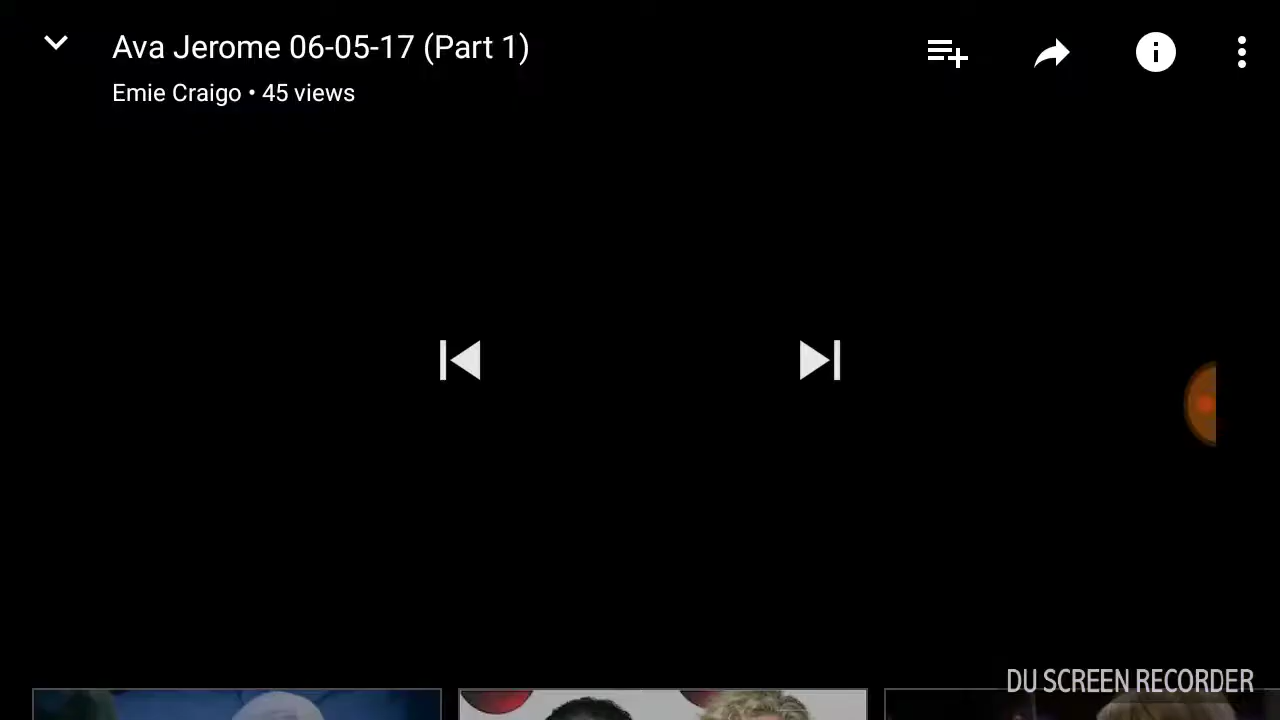 Ava Jerome 06-05-17 (Part 1)
Emie Craigo • 45 views
DU SCREEN RECORDER